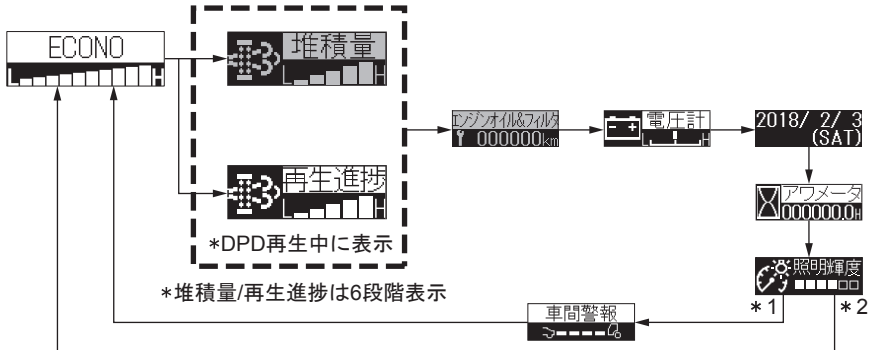 ECONO
L H
堆積量
L H
再生進捗
L H
*DPD再生中に表示
*堆積量/再生進捗は6段階表示
エンジンオイル&フィルタ
000000km
電圧計
L H
2018/ 2/ 3
(SAT)
アワメータ
000000.0H
照明輝度
*1
*2
車間警報